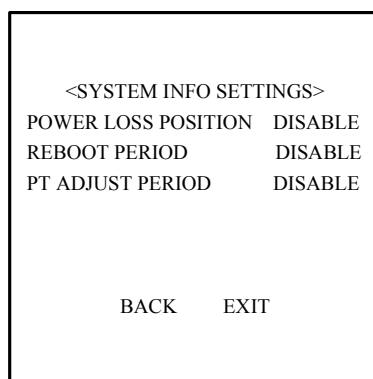 <SYSTEM INFO SETTINGS>
POWER LOSS POSITION DISABLE
REBOOT PERIOD DISABLE
PT ADJUST PERIOD DISABLE
BACK EXIT